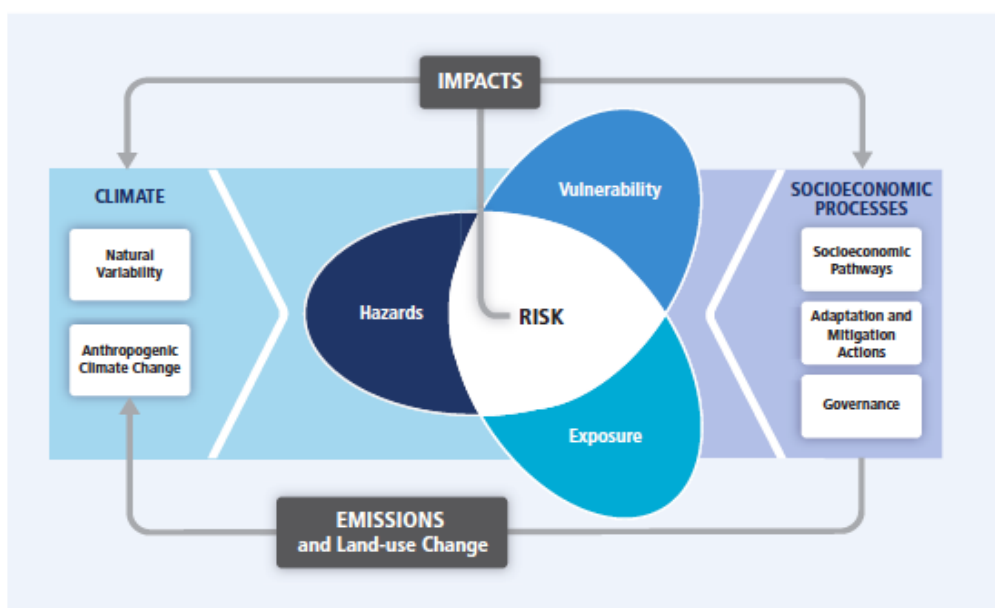 IMPACTS
CLIMATE
Natural
Variability
Anthropogenic
Climate Change
Vulnerability
Hazards
RISK
Exposure
SOCIOECONOMIC
PROCESSES
Socioeconomic
Pathways
Adaptation and
Mitigation
Actions
Governance
EMISSIONS
and Land-use Change